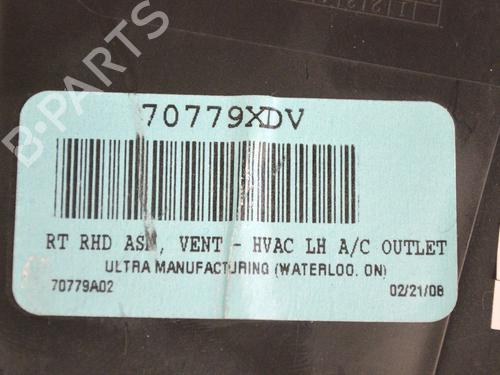 70779XDV
RT RHD ASM, VENT - HVAC LH A/C OUTLET
ULTRA MANUFACTURING (WATERLOO, ON)
70779A02 02/21/08
B-PARTS